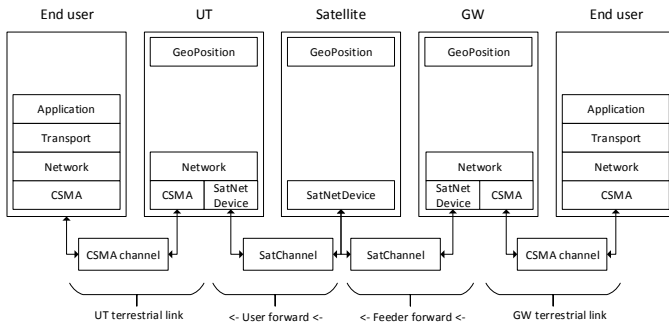 End user UT Satellite GW End user
GeoPosition GeoPosition GeoPosition
Application Application
Transport Transport
Network Network Network Network
CSMA CSMA SatNet Device SatNetDevice SatNet Device CSMA CSMA
CSMA channel SatChannel SatChannel CSMA channel
UT terrestrial link <- User forward <- <- Feeder forward <- GW terrestrial link